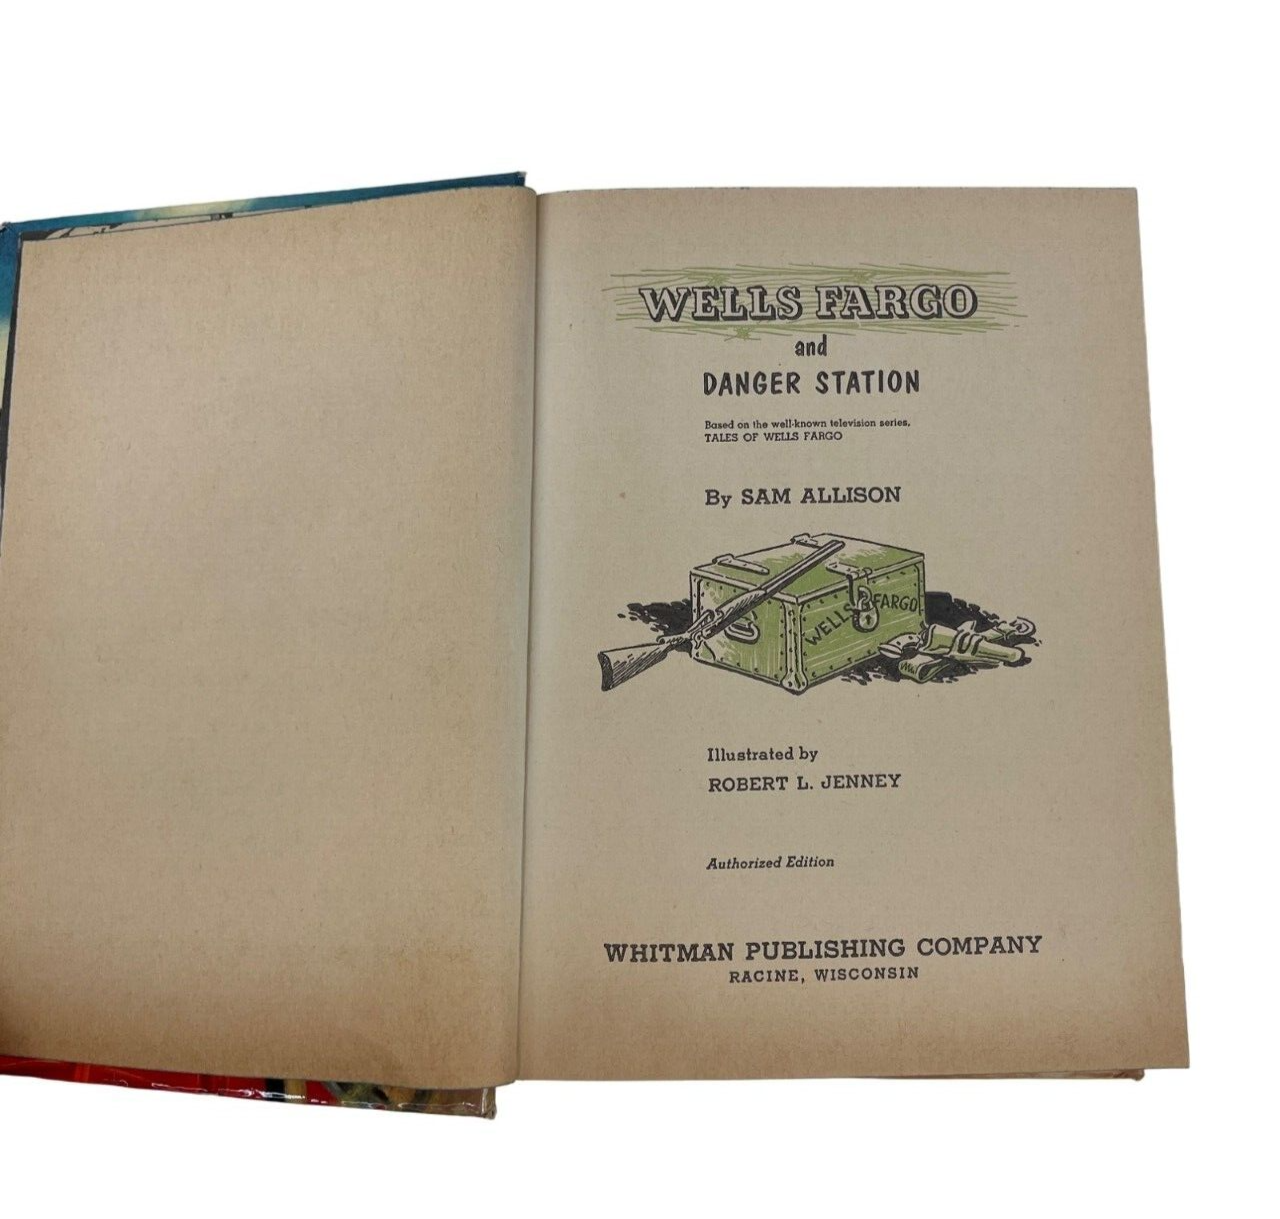 WELLS FARGO
and
DANGER STATION
Based on the well-known television series,
TALES OF WELLS FARGO
By SAM ALLISON
WELLS FARGO
Illustrated by
ROBERT L. JENNEY
Authorized Edition
WHITMAN PUBLISHING COMPANY
RACINE, WISCONSIN